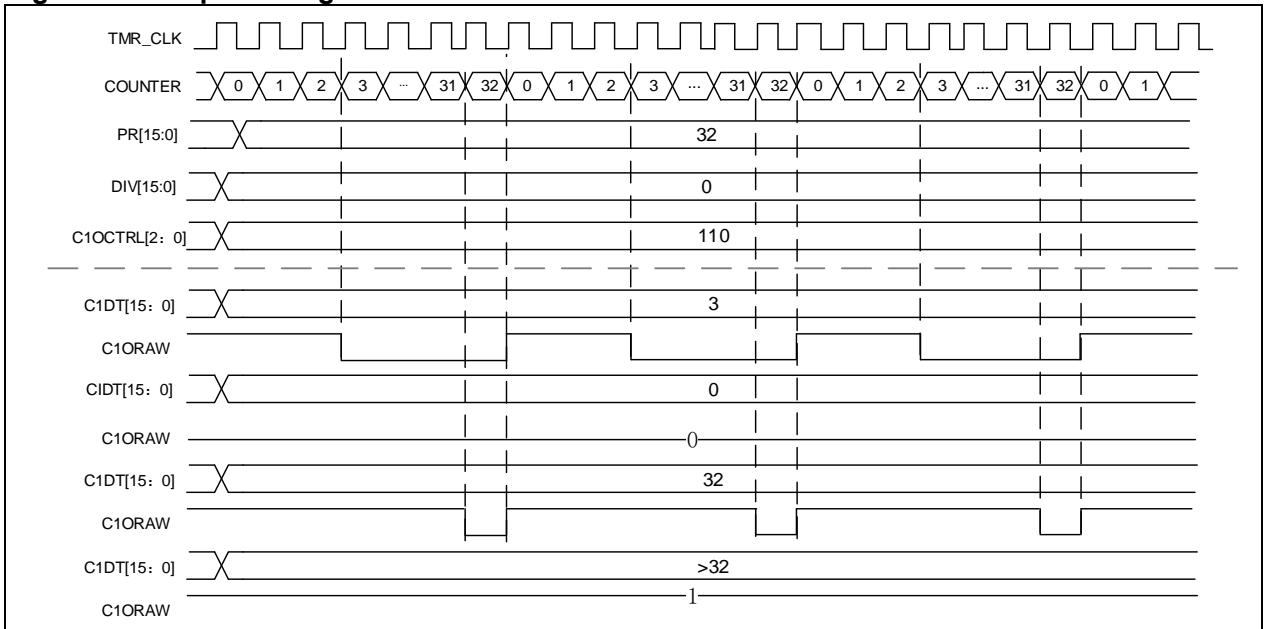 TMR_CLK
COUNTER 0 1 2 3 ... 31 32 0 1 2 3 ... 31 32 0 1 2 3 ... 31 32 0 1
PR[15:0] 32
DIV[15:0] 0
C1OCTRL[2：0] 110
C1DT[15：0] 3
C1ORAW
CIDT[15：0] 0
C1ORAW 0
C1DT[15：0] 32
C1ORAW
C1DT[15：0] >32
C1ORAW 1